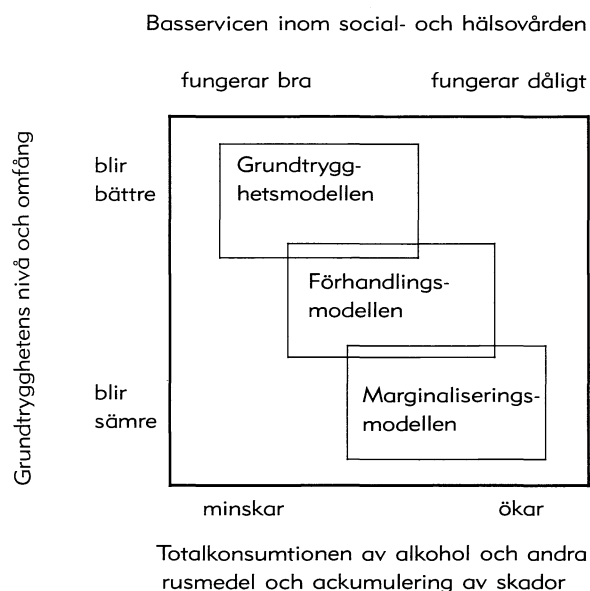 Basservicen inom social- och hälsovården
fungerar bra
fungerar dåligt
Grundtrygghetens nivå och omfång
blir
bättre
Grundtrygg-
hetsmodellen
Förhandlings-
modellen
blir
sämre
Marginaliserings-
modellen
minskar
ökar
Totalkonsumtionen av alkohol och andra
rusmedel och ackumulering av skador